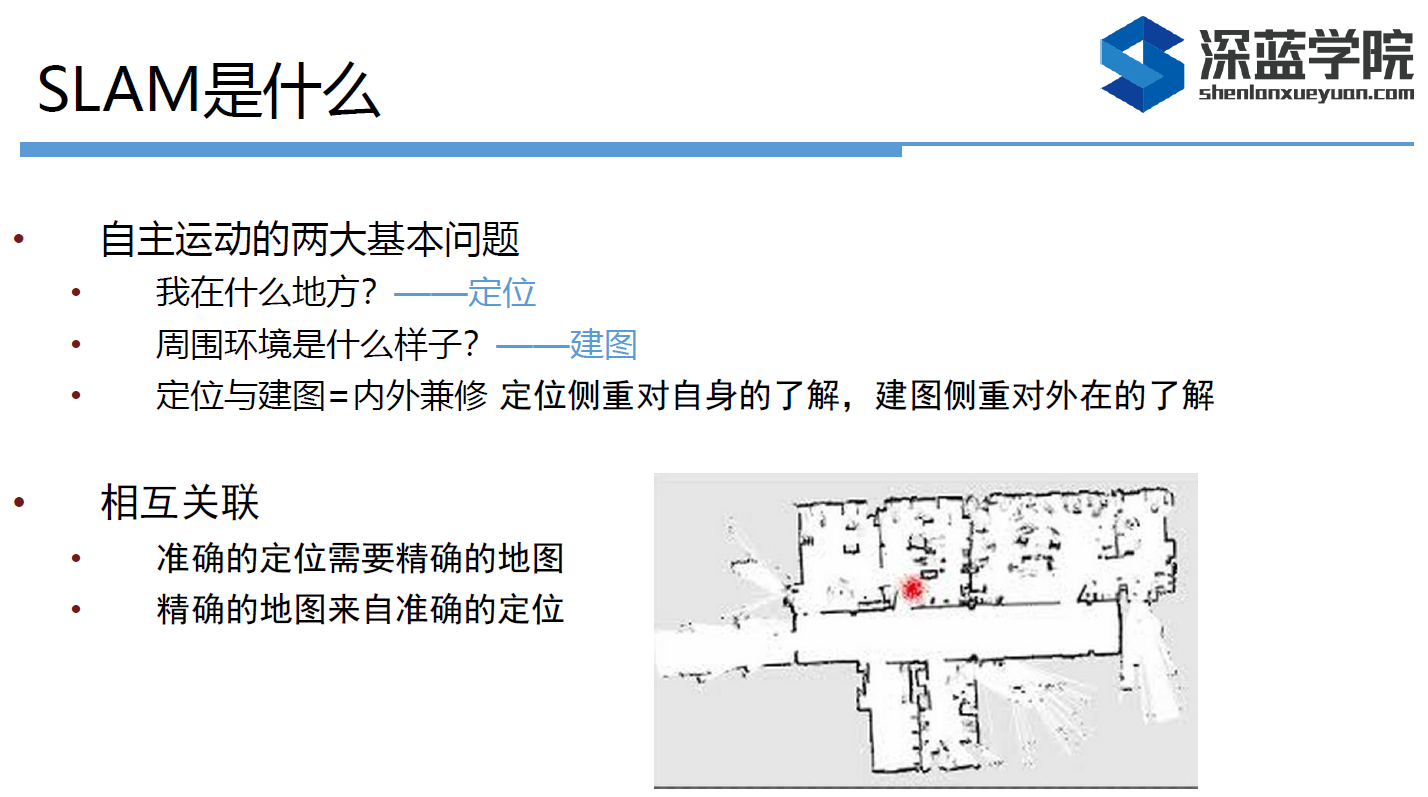 SLAM是什么
深蓝学院
shenlanxueyuan.com
• 自主运动的两大基本问题
• 我在什么地方？——定位
• 周围环境是什么样子？——建图
• 定位与建图=内外兼修 定位侧重对自身的了解，建图侧重对外在的了解
• 相互关联
• 准确的定位需要精确的地图
• 精确的地图来自准确的定位